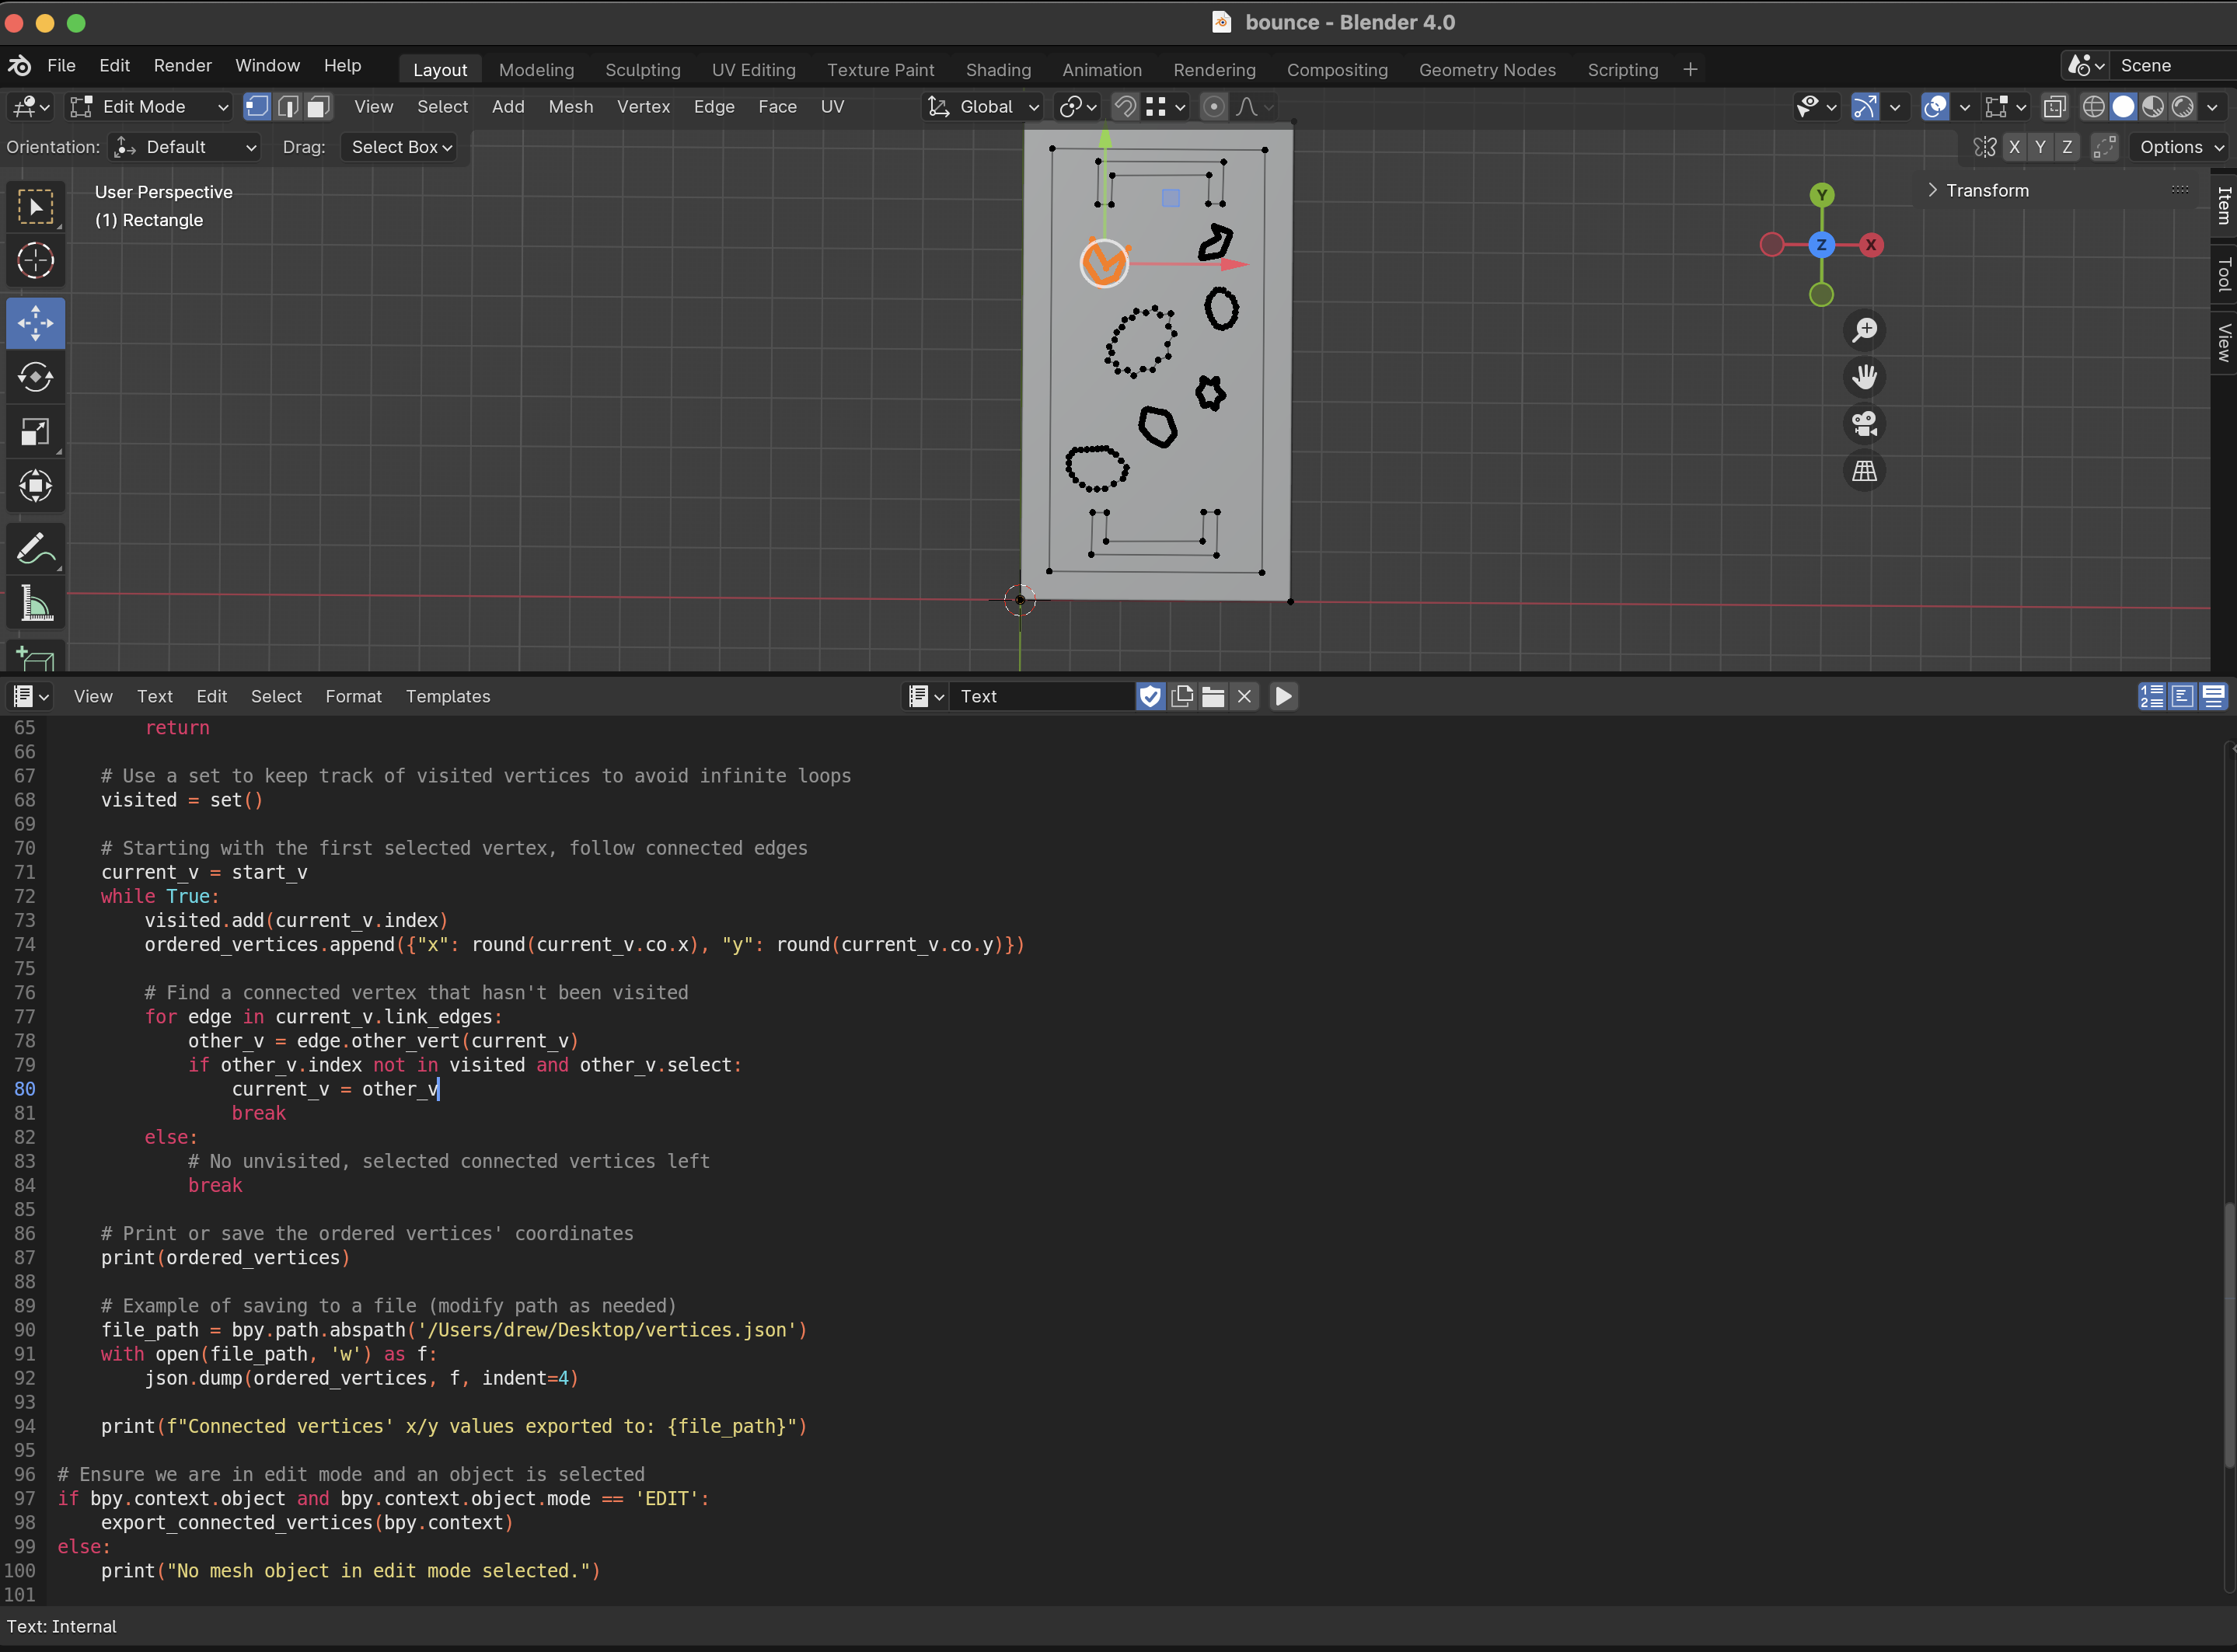 bounce - Blender 4.0
File Edit Render Window Help Layout Modeling Sculpting UV Editing Texture Paint Shading Animation Rendering Compositing Geometry Nodes Scripting + Scene
Edit Mode View Select Add Mesh Vertex Edge Face UV Global
Orientation: Default Drag: Select Box X Y Z Options
User Perspective
(1) Rectangle
Transform
Y
Z
X
Item
Tool
View
View Text Edit Select Format Templates Text
65         return
66
67     # Use a set to keep track of visited vertices to avoid infinite loops
68     visited = set()
69
70     # Starting with the first selected vertex, follow connected edges
71     current_v = start_v
72     while True:
73         visited.add(current_v.index)
74         ordered_vertices.append({"x": round(current_v.co.x), "y": round(current_v.co.y)})
75
76         # Find a connected vertex that hasn't been visited
77         for edge in current_v.link_edges:
78             other_v = edge.other_vert(current_v)
79             if other_v.index not in visited and other_v.select:
80                 current_v = other_v
81                 break
82         else:
83             # No unvisited, selected connected vertices left
84             break
85
86     # Print or save the ordered vertices' coordinates
87     print(ordered_vertices)
88
89     # Example of saving to a file (modify path as needed)
90     file_path = bpy.path.abspath('/Users/drew/Desktop/vertices.json')
91     with open(file_path, 'w') as f:
92         json.dump(ordered_vertices, f, indent=4)
93
94     print(f"Connected vertices' x/y values exported to: {file_path}")
95
96 # Ensure we are in edit mode and an object is selected
97 if bpy.context.object and bpy.context.object.mode == 'EDIT':
98     export_connected_vertices(bpy.context)
99 else:
100     print("No mesh object in edit mode selected.")
101
Text: Internal